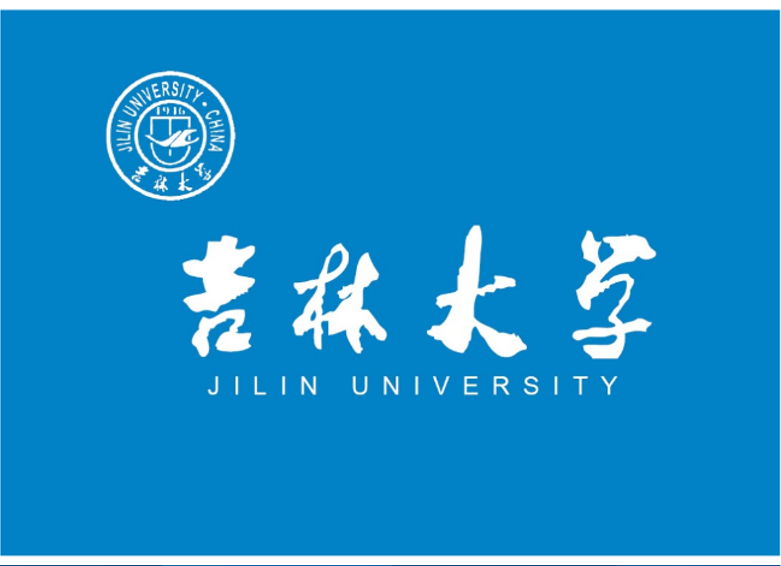 JILIN UNIVERSITY · CHINA
1946
吉林大学
吉林大学
JILIN UNIVERSITY